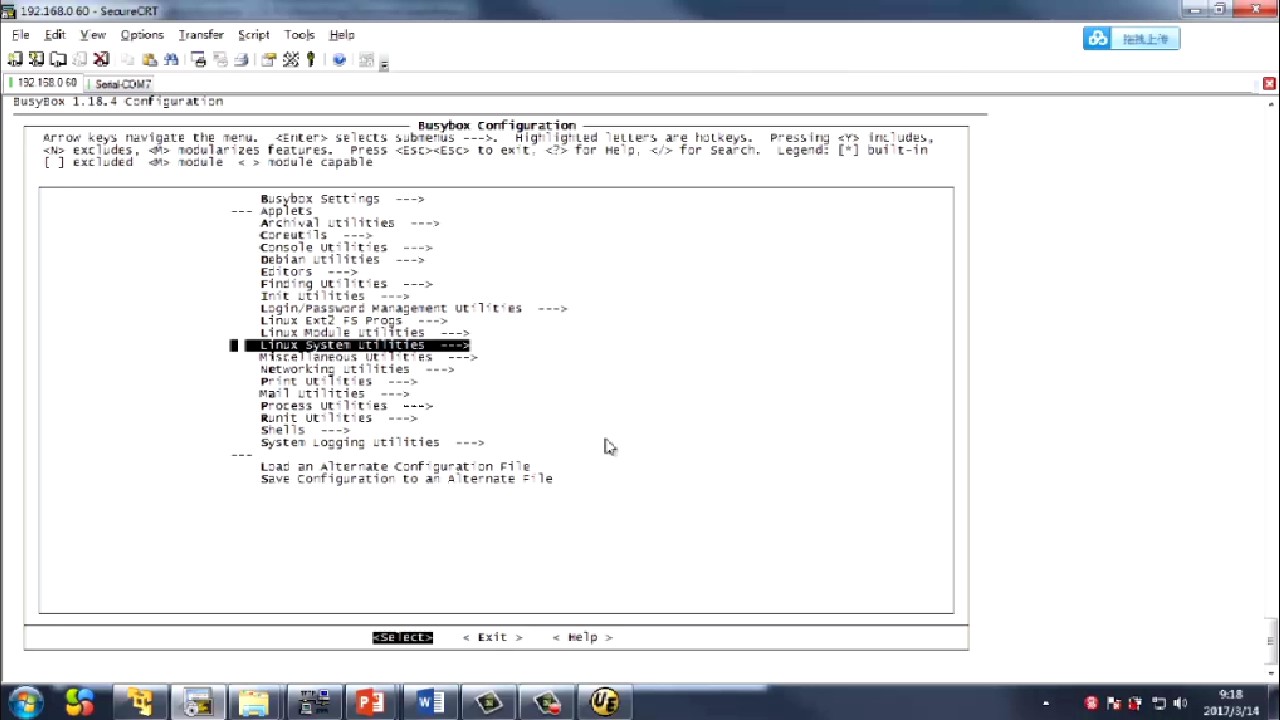 192.168.0.60 - SecureCRT
File Edit View Options Transfer Script Tools Help
拖拽上传
192.168.0.60 Serial-COM7
BusyBox 1.18.4 Configuration
Busybox Configuration
Arrow keys navigate the menu. <Enter> selects submenus --->. Highlighted letters are hotkeys. Pressing <Y> includes,
<N> excludes, <M> modularizes features. Press <Esc><Esc> to exit, <?> for Help, </> for Search. Legend: [*] built-in
[ ] excluded <M> module < > module capable
Busybox Settings --->
--- Applets
Archival Utilities --->
Coreutils --->
Console Utilities --->
Debian Utilities --->
Editors --->
Finding Utilities --->
Init Utilities --->
Login/Password Management Utilities --->
Linux Ext2 FS Progs --->
Linux Module Utilities --->
Linux System Utilities --->
Miscellaneous Utilities --->
Networking Utilities --->
Print Utilities --->
Mail Utilities --->
Process Utilities --->
Runit Utilities --->
Shells --->
System Logging Utilities --->
---
Load an Alternate Configuration File
Save Configuration to an Alternate File
<Select> < Exit > < Help >
9:18
2017/3/14